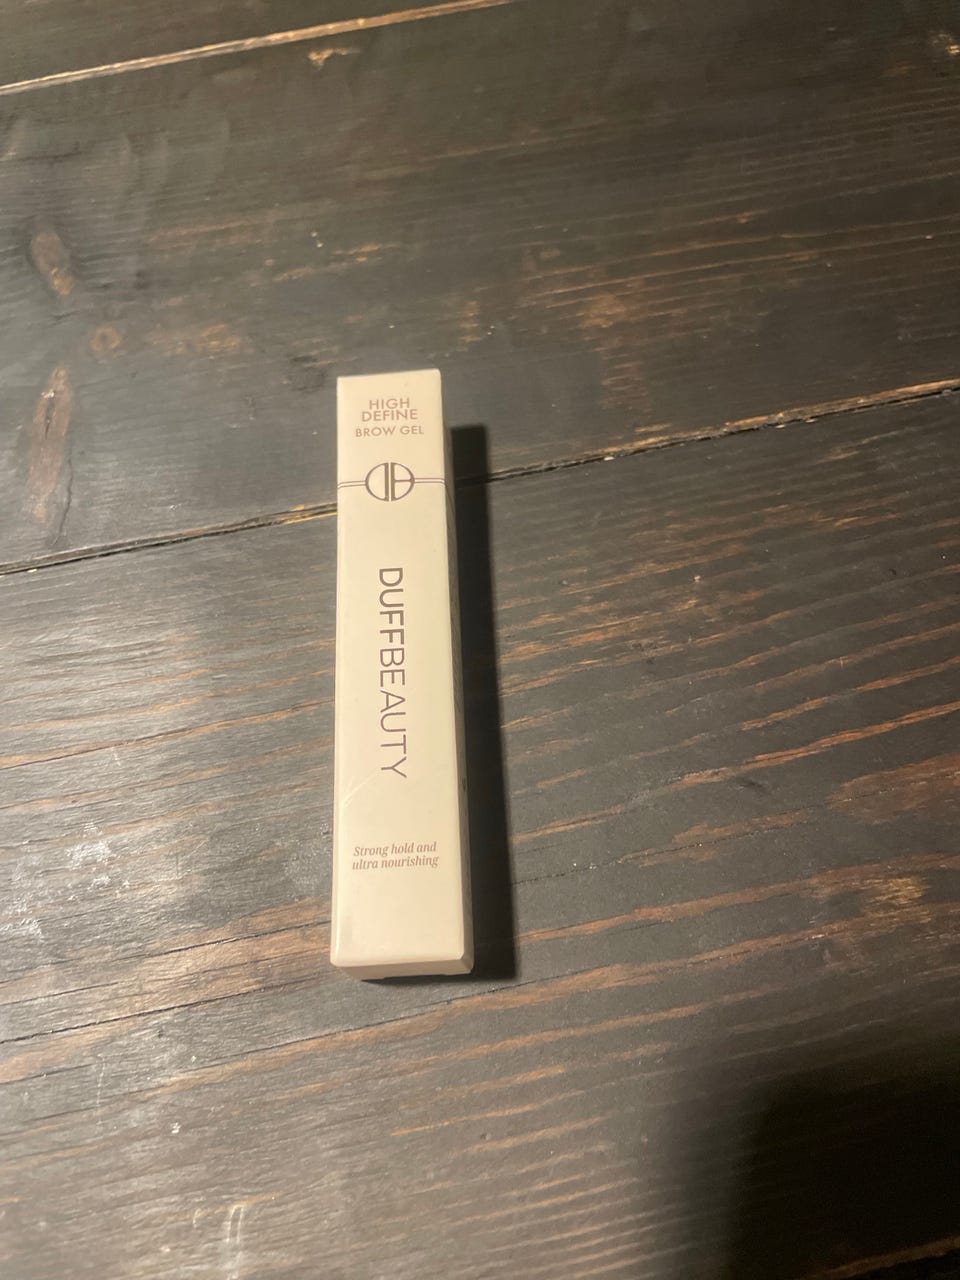 HIGH
DEFINE
BROW GEL
DUFFBEAUTY
Strong hold and
ultra nourishing